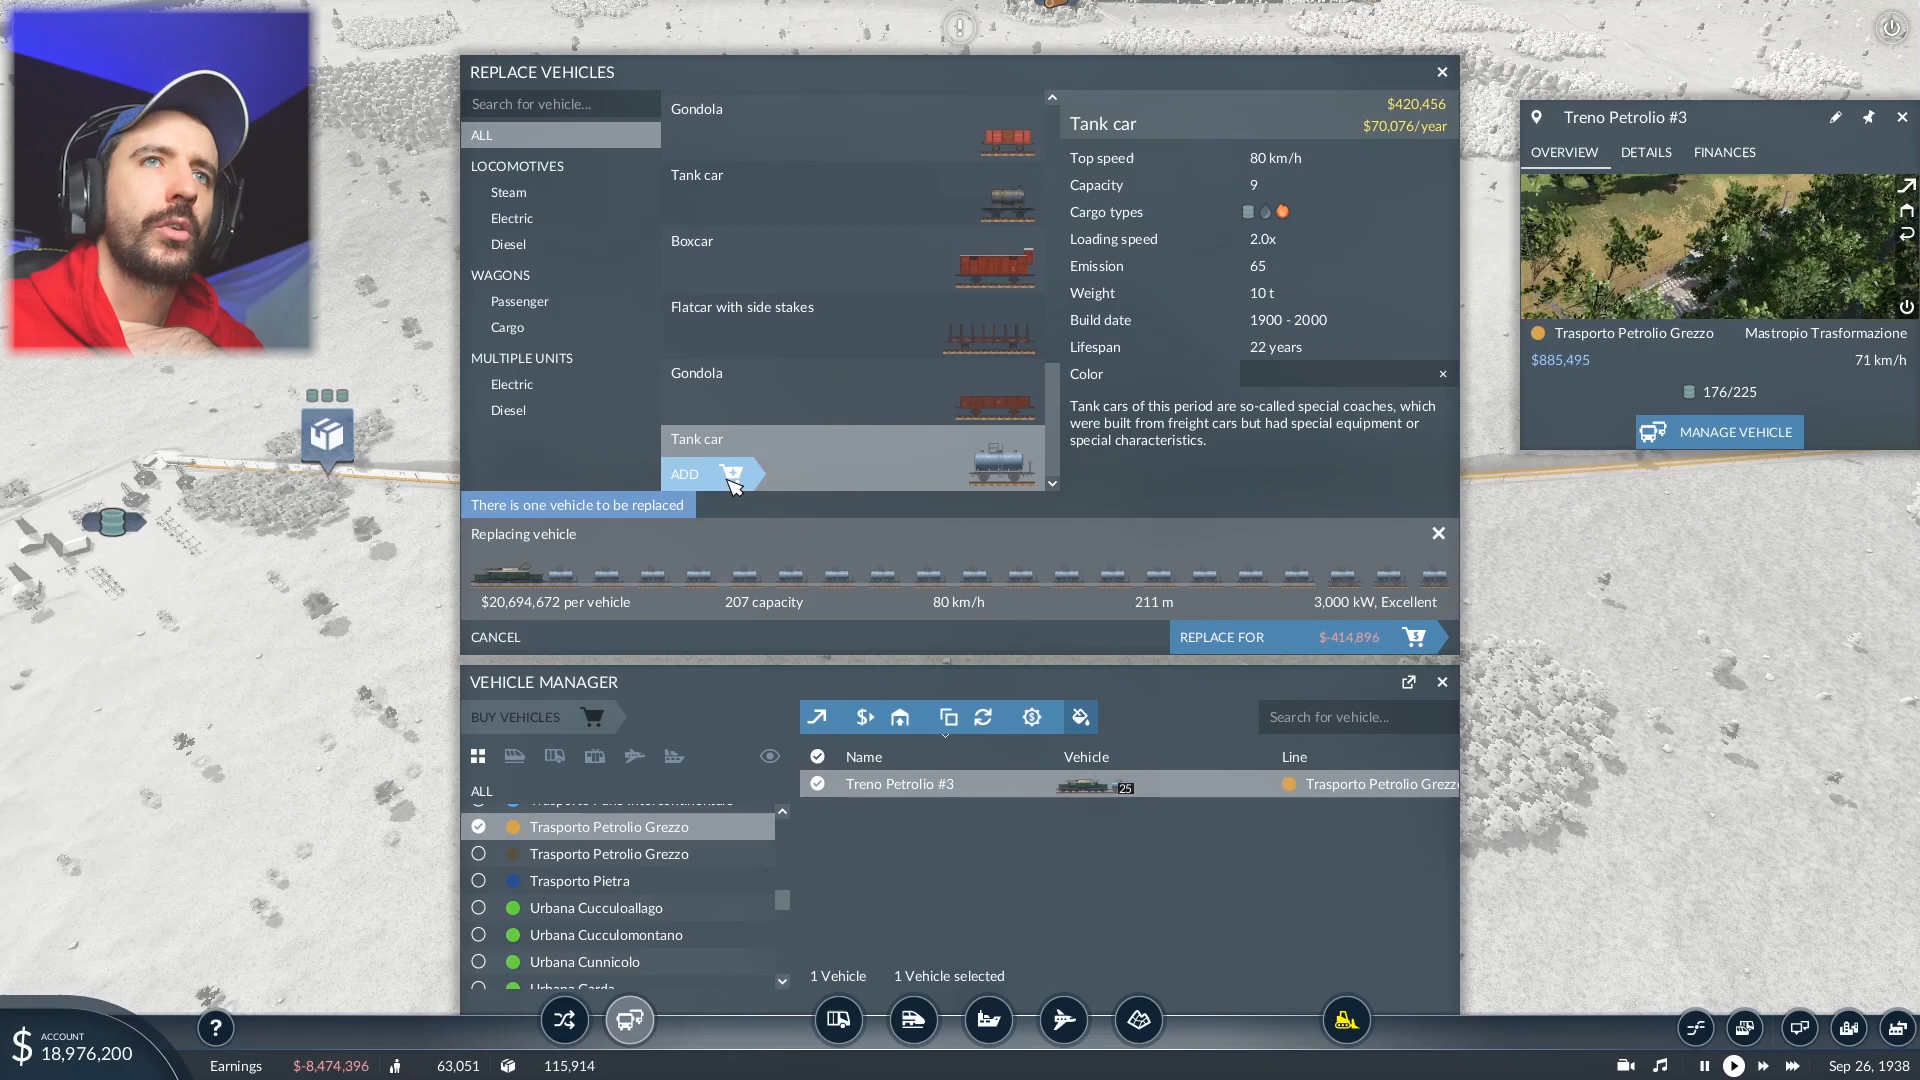 REPLACE VEHICLES
Search for vehicle...
ALL
LOCOMOTIVES
Steam
Electric
Diesel
WAGONS
Passenger
Cargo
MULTIPLE UNITS
Electric
Diesel
Gondola
Tank car
Boxcar
Flatcar with side stakes
Gondola
Tank car
ADD
Tank car
$420,456
$70,076/year
Top speed 80 km/h
Capacity 9
Cargo types
Loading speed 2.0x
Emission 65
Weight 10 t
Build date 1900 - 2000
Lifespan 22 years
Color
Tank cars of this period are so-called special coaches, which
were built from freight cars but had special equipment or
special characteristics.
There is one vehicle to be replaced
Replacing vehicle
$20,694,672 per vehicle 207 capacity 80 km/h 211 m 3,000 kW, Excellent
CANCEL
REPLACE FOR $-414,896
Treno Petrolio #3
OVERVIEW DETAILS FINANCES
Trasporto Petrolio Grezzo Mastropio Trasformazione
$885,495 71 km/h
176/225
MANAGE VEHICLE
VEHICLE MANAGER
BUY VEHICLES
Search for vehicle...
ALL
Trasporto Petrolio Grezzo
Trasporto Petrolio Grezzo
Trasporto Pietra
Urbana Cucculoallago
Urbana Cucculomontano
Urbana Cunnicolo
Name Vehicle Line
Treno Petrolio #3 25 Trasporto Petrolio Grezz
1 Vehicle 1 Vehicle selected
ACCOUNT
$ 18,976,200
?
Earnings $-8,474,396 63,051 115,914
Sep 26, 1938